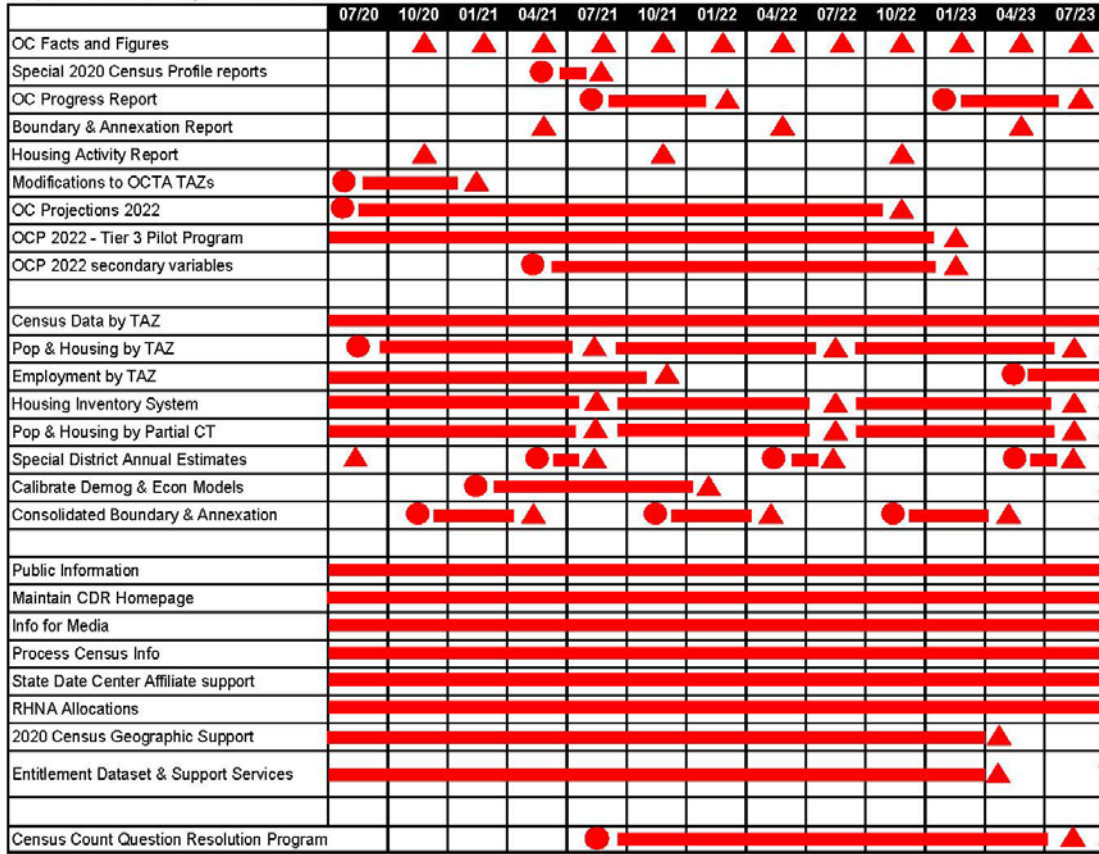 07/20 10/20 01/21 04/21 07/21 10/21 01/22 04/22 07/22 10/22 01/23 04/23 07/23
OC Facts and Figures
Special 2020 Census Profile reports
OC Progress Report
Boundary & Annexation Report
Housing Activity Report
Modifications to OCTA TAZs
OC Projections 2022
OCP 2022 - Tier 3 Pilot Program
OCP 2022 secondary variables
Census Data by TAZ
Pop & Housing by TAZ
Employment by TAZ
Housing Inventory System
Pop & Housing by Partial CT
Special District Annual Estimates
Calibrate Demog & Econ Models
Consolidated Boundary & Annexation
Public Information
Maintain CDR Homepage
Info for Media
Process Census Info
State Date Center Affiliate support
RHNA Allocations
2020 Census Geographic Support
Entitlement Dataset & Support Services
Census Count Question Resolution Program